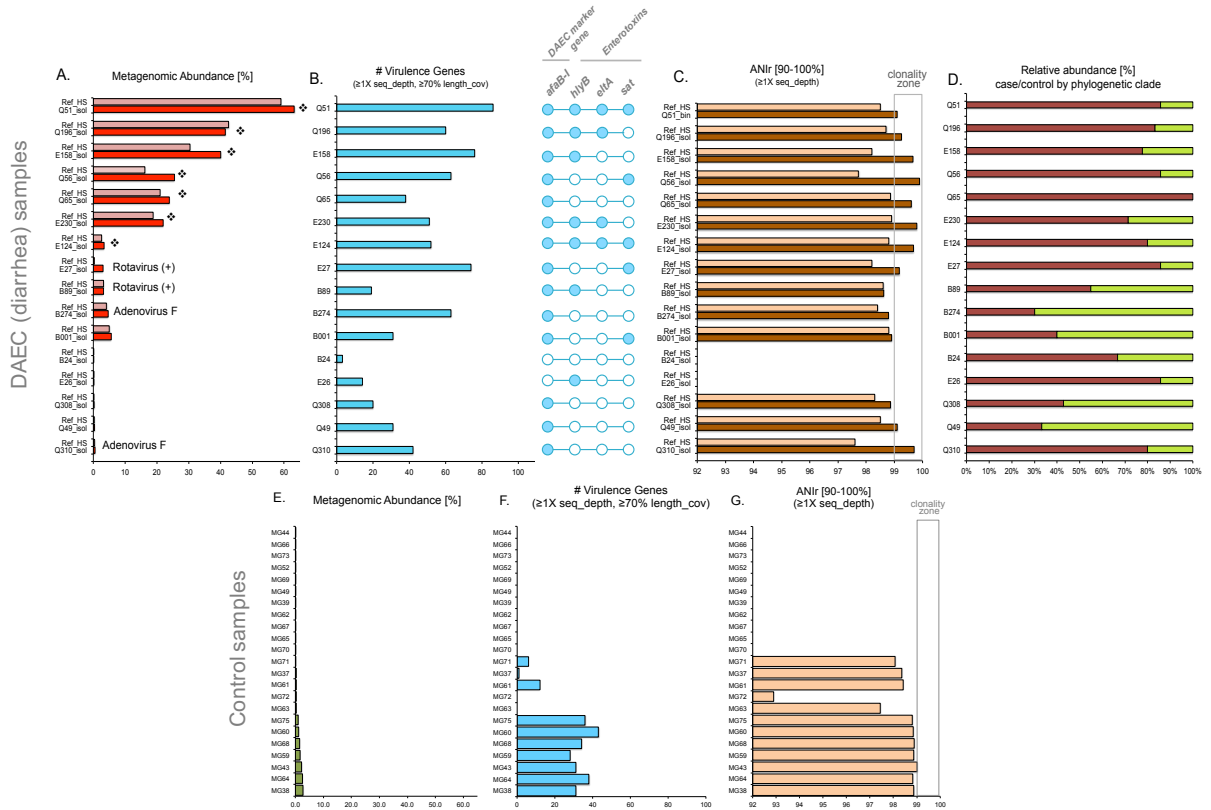 DAEC marker gene
Enterotoxins
afaB-I
hlyB
eltA
sat
A.
Metagenomic Abundance [%]
B.
# Virulence Genes
(≥1X seq_depth, ≥70% length_cov)
C.
ANIr [90-100%]
(≥1X seq_depth)
clonality zone
D.
Relative abundance [%]
case/control by phylogenetic clade
DAEC (diarrhea) samples
Ref_HS
Q51_isol
Ref_HS
Q196_isol
Ref_HS
E158_isol
Ref_HS
Q56_isol
Ref_HS
Q65_isol
Ref_HS
E230_isol
Ref_HS
E124_isol
Ref_HS
E27_isol
Rotavirus (+)
Ref_HS
B89_isol
Rotavirus (+)
Ref_HS
B274_isol
Adenovirus F
Ref_HS
B001_isol
Ref_HS
B24_isol
Ref_HS
E26_isol
Ref_HS
Q308_isol
Ref_HS
Q49_isol
Ref_HS
Q310_isol
Adenovirus F
0 10 20 30 40 50 60
Q51
Q196
E158
Q56
Q65
E230
E124
E27
B89
B274
B001
B24
E26
Q308
Q49
Q310
0 20 40 60 80 100
Ref_HS
Q51_bin
Ref_HS
Q196_isol
Ref_HS
E158_isol
Ref_HS
Q56_isol
Ref_HS
Q65_isol
Ref_HS
E230_isol
Ref_HS
E124_isol
Ref_HS
E27_isol
Ref_HS
B89_isol
Ref_HS
B274_isol
Ref_HS
B001_isol
Ref_HS
B24_isol
Ref_HS
E26_isol
Ref_HS
Q308_isol
Ref_HS
Q49_isol
Ref_HS
Q310_isol
92 93 94 95 96 97 98 99 100
Q51
Q196
E158
Q56
Q65
E230
E124
E27
B89
B274
B001
B24
E26
Q308
Q49
Q310
0% 10% 20% 30% 40% 50% 60% 70% 80% 90% 100%
E.
Metagenomic Abundance [%]
F.
# Virulence Genes
(≥1X seq_depth, ≥70% length_cov)
G.
ANIr [90-100%]
(≥1X seq_depth)
clonality
zone
Control samples
MG44
MG66
MG73
MG52
MG69
MG49
MG39
MG62
MG67
MG65
MG70
MG71
MG37
MG61
MG72
MG63
MG75
MG60
MG68
MG59
MG43
MG64
MG38
0.0 10.0 20.0 30.0 40.0 50.0 60.0
MG44
MG66
MG73
MG52
MG69
MG49
MG39
MG62
MG67
MG65
MG70
MG71
MG37
MG61
MG72
MG63
MG75
MG60
MG68
MG59
MG43
MG64
MG38
0 20 40 60 80 100
MG44
MG66
MG73
MG52
MG69
MG49
MG39
MG62
MG67
MG65
MG70
MG71
MG37
MG61
MG72
MG63
MG75
MG60
MG68
MG59
MG43
MG64
MG38
92 93 94 95 96 97 98 99 100